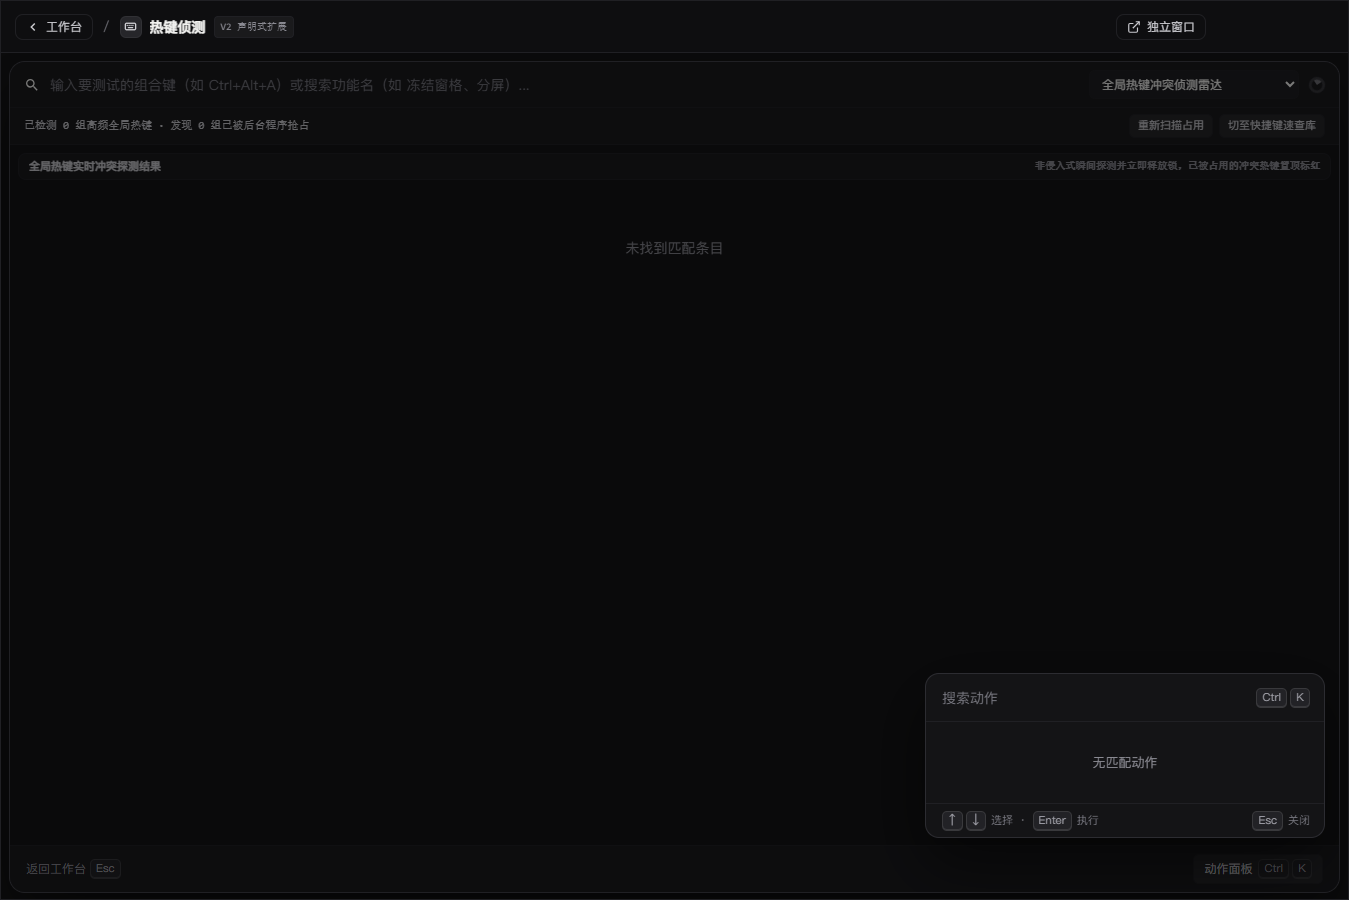 工作台 / 热键侦测 V2 声明式扩展 独立窗口
输入要测试的组合键（如 Ctrl+Alt+A）或搜索功能名（如 冻结窗格、分屏）... 全局热键冲突侦测雷达
已检测 0 组高频全局热键 · 发现 0 组已被后台程序抢占 重新扫描占用 切至快捷键速查库
全局热键实时冲突探测结果 非侵入式瞬间探测并立即释放锁，已被占用的冲突热键置顶标红
未找到匹配条目
搜索动作 Ctrl K
无匹配动作
↑ ↓ 选择 · Enter 执行 Esc 关闭
返回工作台 Esc 动作面板 Ctrl K